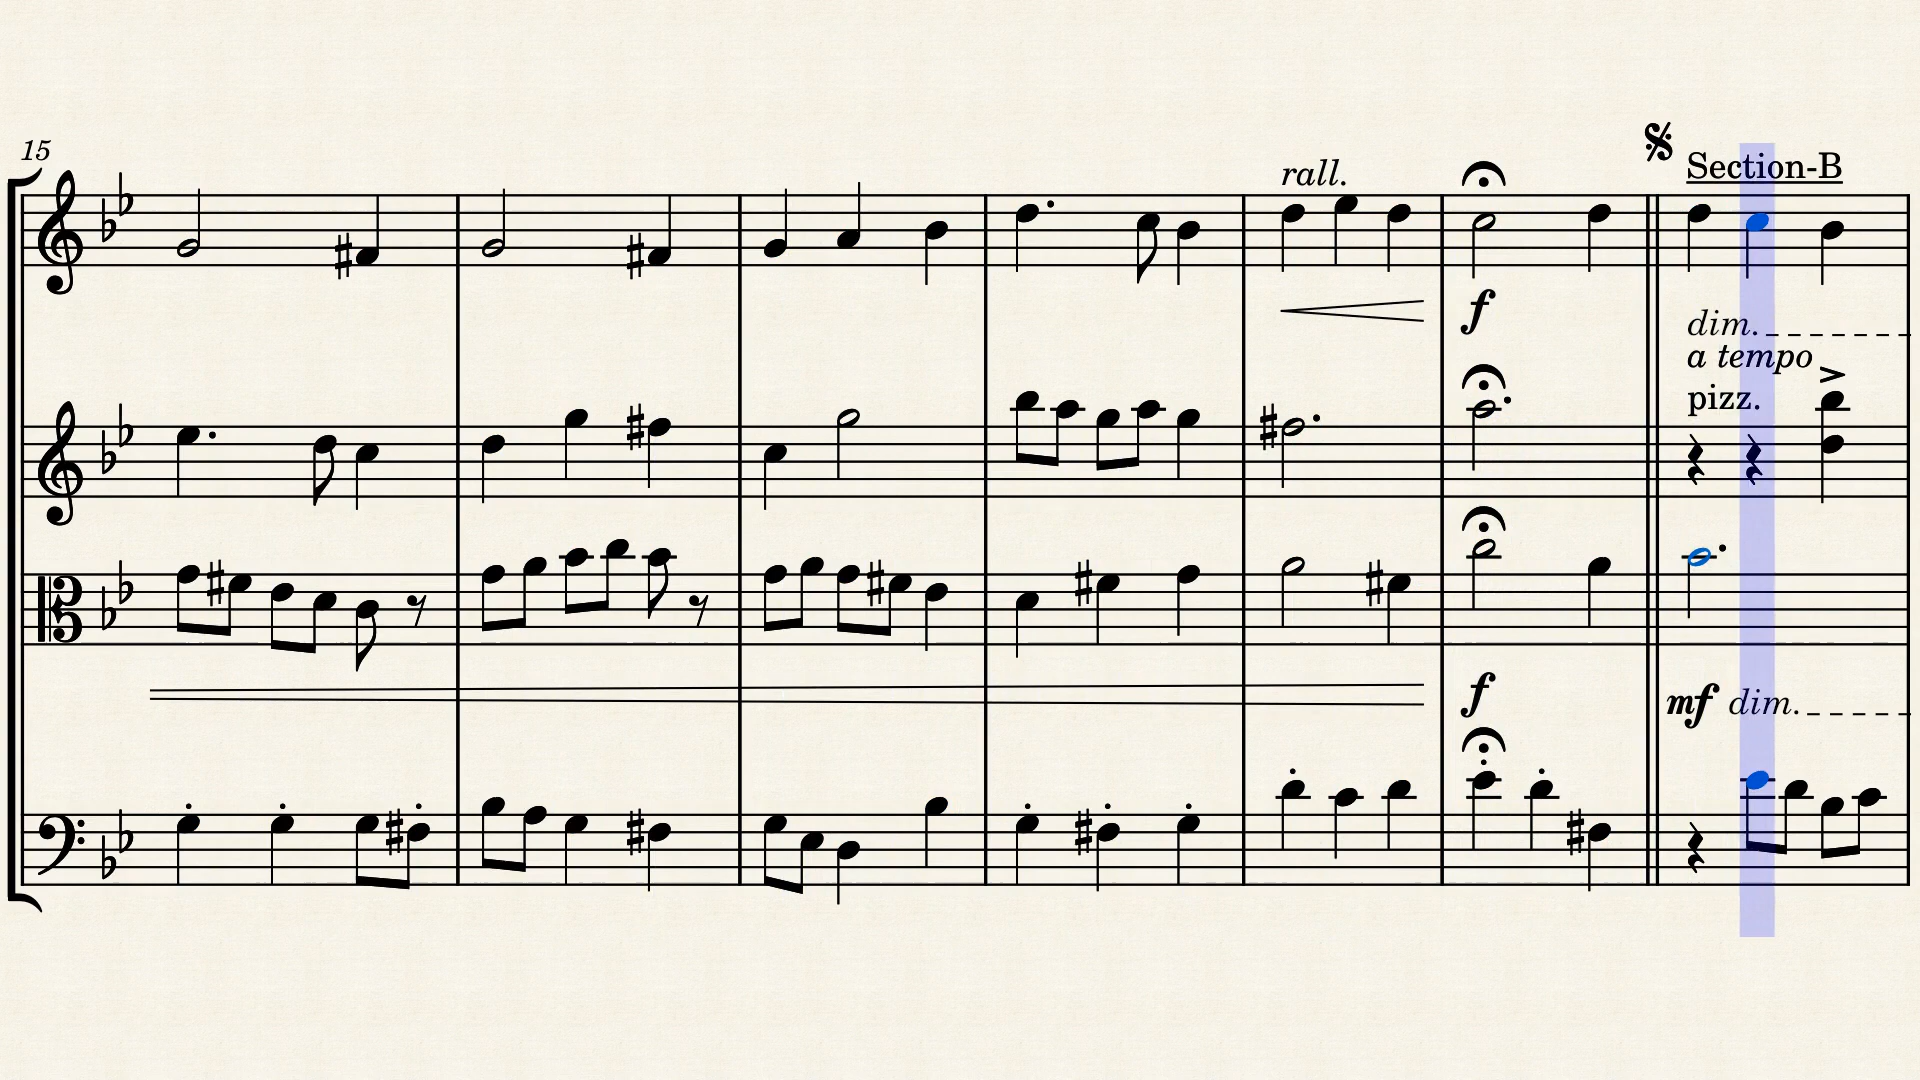 15
rall.
Section-B
f
dim.
a tempo
pizz.
f
mf dim.